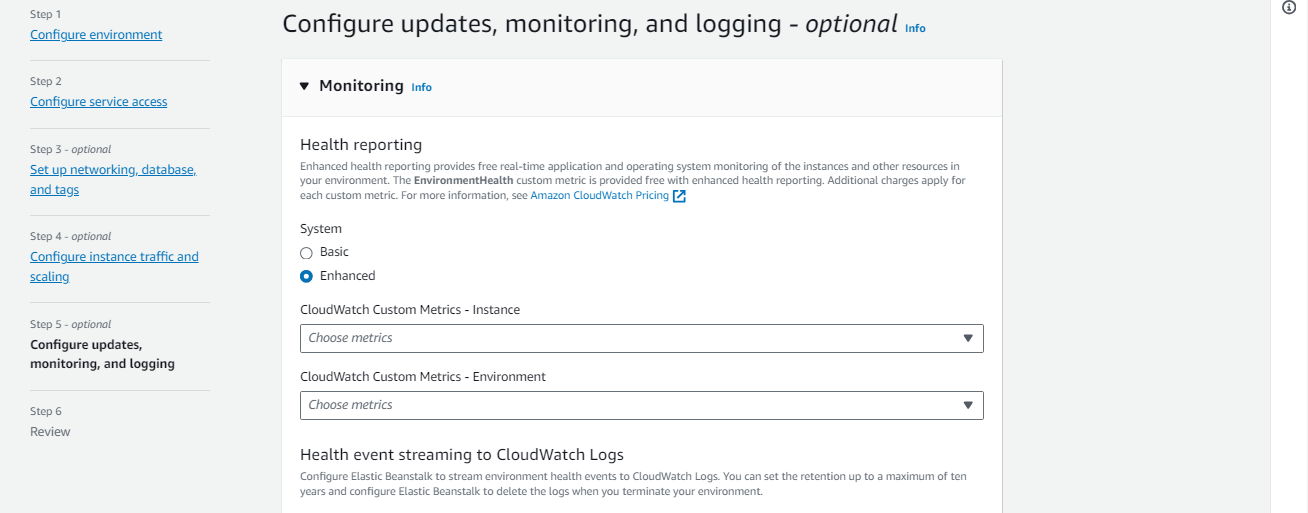 Step 1
Configure environment
Step 2
Configure service access
Step 3 - optional
Set up networking, database,
and tags
Step 4 - optional
Configure instance traffic and
scaling
Step 5 - optional
Configure updates,
monitoring, and logging
Step 6
Review
Configure updates, monitoring, and logging - optional Info
Monitoring Info
Health reporting
Enhanced health reporting provides free real-time application and operating system monitoring of the instances and other resources in
your environment. The EnvironmentHealth custom metric is provided free with enhanced health reporting. Additional charges apply for
each custom metric. For more information, see Amazon CloudWatch Pricing
System
Basic
Enhanced
CloudWatch Custom Metrics - Instance
Choose metrics
CloudWatch Custom Metrics - Environment
Choose metrics
Health event streaming to CloudWatch Logs
Configure Elastic Beanstalk to stream environment health events to CloudWatch Logs. You can set the retention up to a maximum of ten
years and configure Elastic Beanstalk to delete the logs when you terminate your environment.